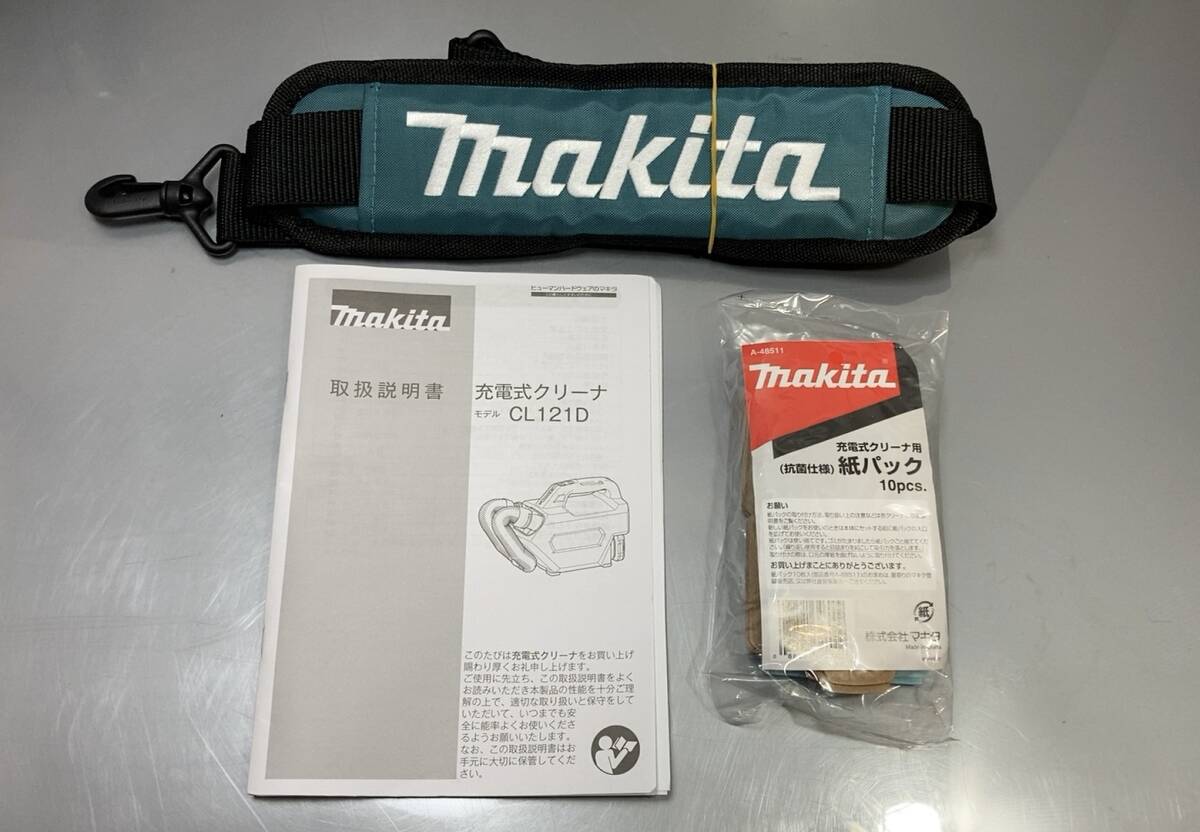 makita
makita
ヒューマンハードウェアのマキタ
取扱説明書
充電式クリーナ
モデル CL121D
このたびは充電式クリーナをお買い上げ
賜わり厚くお礼申し上げます。
ご使用に先立ち、この取扱説明書をよく
お読みいただき本製品の性能を十分ご理
解の上で、適切な取り扱いと保守をして
いただいて、いつまでも安
全に能率よくお使いくださ
るようお願いいたします。
なお、この取扱説明書はお
手元に大切に保管してくだ
さい。
A-48511
makita
充電式クリーナ用
(抗菌仕様) 紙パック
10pcs.
お願い
お買い上げまことにありがとうございます。
紙
株式会社 マキタ